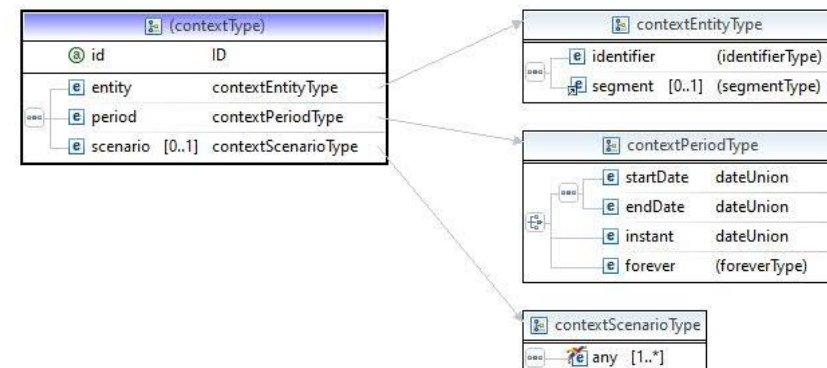 (contextType)
a id ID
e entity contextEntityType
e period contextPeriodType
e scenario [0..1] contextScenarioType
contextEntityType
e identifier (identifierType)
e segment [0..1] (segmentType)
contextPeriodType
e startDate dateUnion
e endDate dateUnion
e instant dateUnion
e forever (foreverType)
contextScenarioType
e any [1..*]